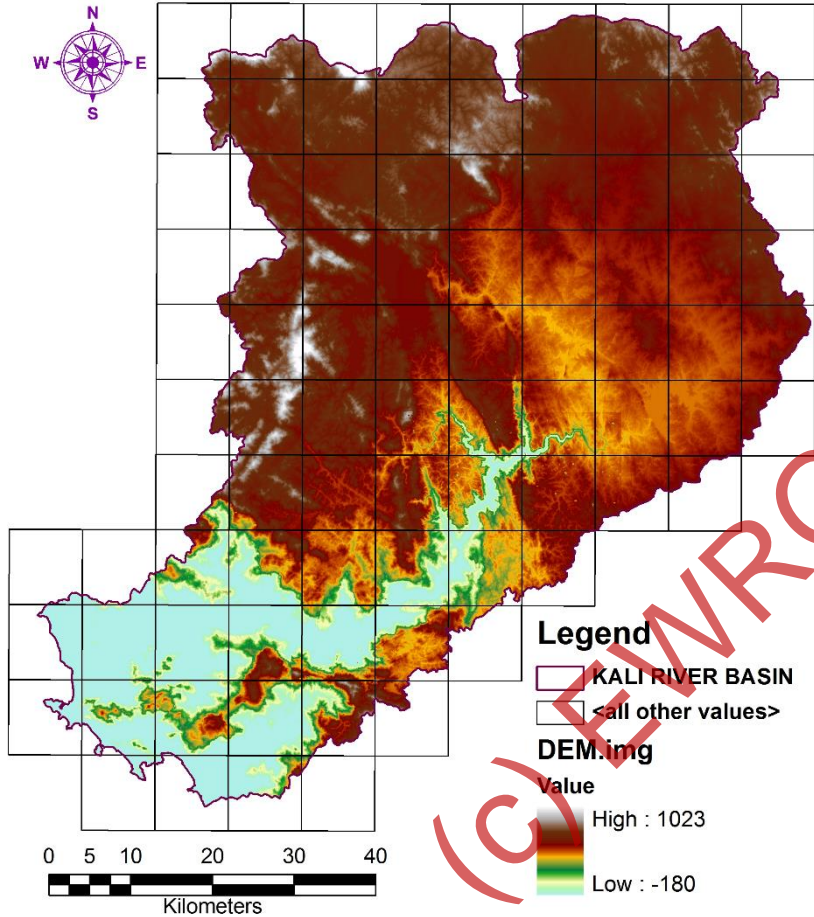 N
W E
S
Legend
KALI RIVER BASIN
<all other values>
DEM.img
Value
High : 1023
Low : -180
0 5 10 20 30 40
Kilometers
(c) EWRG